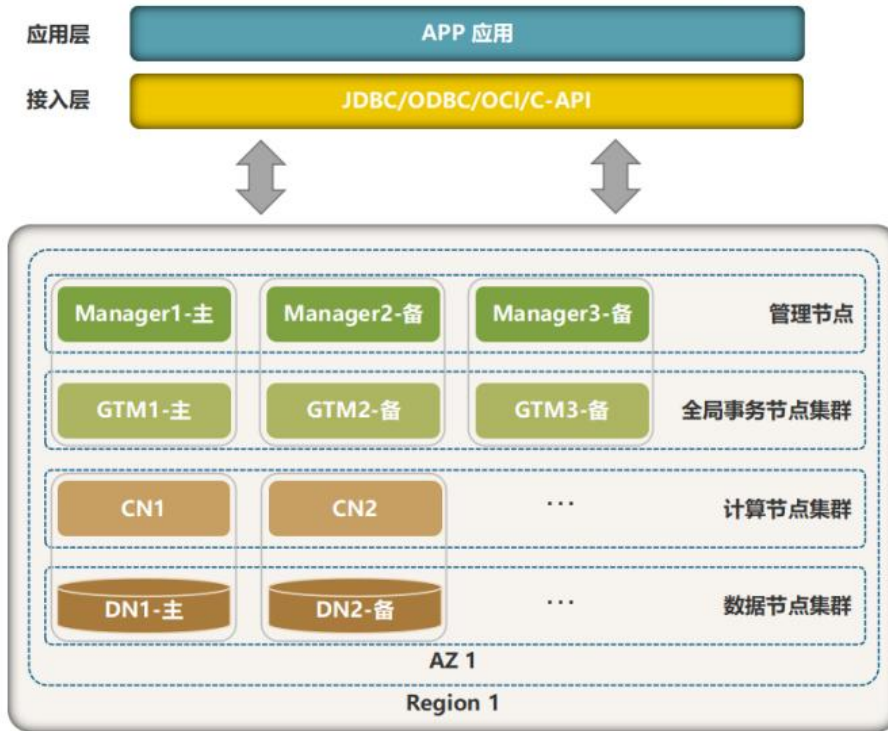 应用层 APP 应用
接入层 JDBC/ODBC/OCI/C-API
Manager1-主 Manager2-备 Manager3-备 管理节点
GTM1-主 GTM2-备 GTM3-备 全局事务节点集群
CN1 CN2 ... 计算节点集群
DN1-主 DN2-备 ... 数据节点集群
AZ 1
Region 1